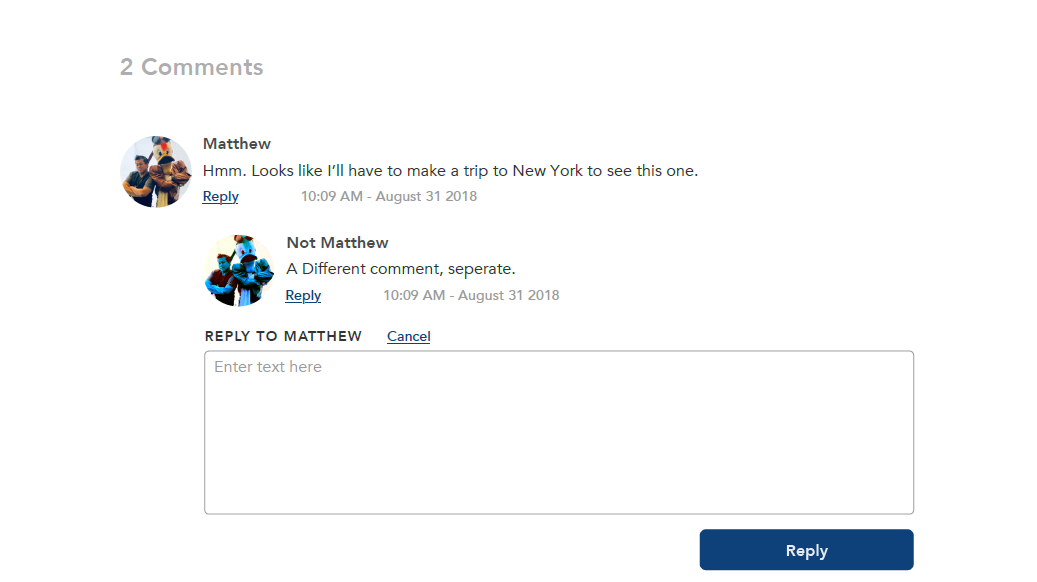 2 Comments
Matthew
Hmm. Looks like I’ll have to make a trip to New York to see this one.
Reply 10:09 AM - August 31 2018
Not Matthew
A Different comment, seperate.
Reply 10:09 AM - August 31 2018
REPLY TO MATTHEW Cancel
Enter text here
Reply